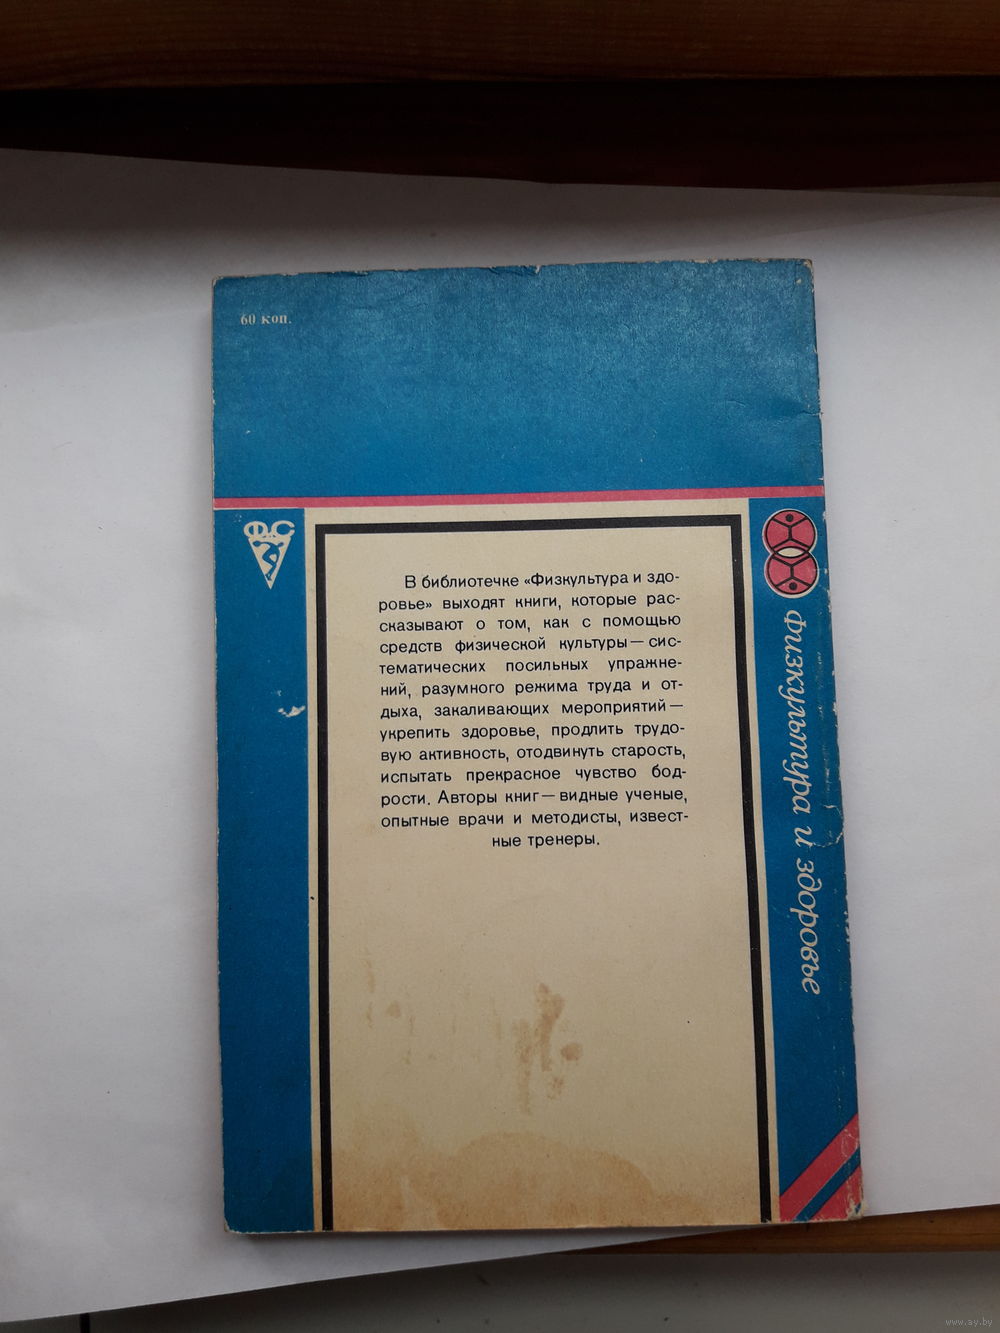 60 коп.
ФиС
В библиотечке «Физкультура и здо-
ровье» выходят книги, которые рас-
сказывают о том, как с помощью
средств физической культуры — сис-
тематических посильных упражне-
ний, разумного режима труда и от-
дыха, закаливающих мероприятий —
укрепить здоровье, продлить трудо-
вую активность, отодвинуть старость,
испытать прекрасное чувство бод-
рости. Авторы книг — видные ученые,
опытные врачи и методисты, извест-
ные тренеры.
Физкультура и здоровье
www.ay.by